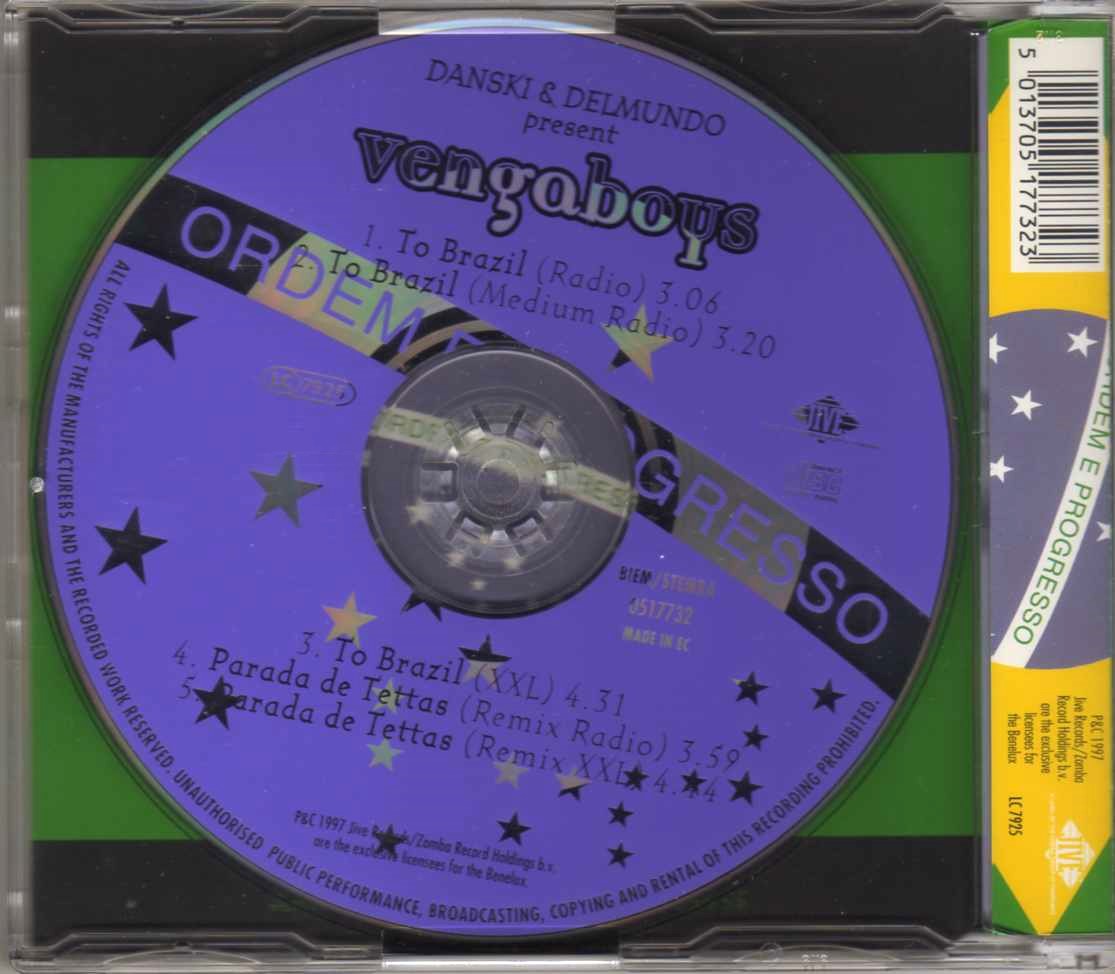 DANSKI & DELMUNDO
present
vengaboys
1. To Brazil (Radio) 3.06
2. To Brazil (Medium Radio) 3.20
ORDEM E
PROGRESSO
LC 7925
JIVE
BIEM/STEMRA
0517732
MADE IN EC
3. To Brazil (XXL) 4.31
4. Parada de Tettas (Remix Radio) 3.59
5. Parada de Tettas (Remix XXL) 4.44
P&C 1997 Jive Records/Zomba Record Holdings b.v.
are the exclusive licensees for the Benelux.
ALL RIGHTS OF THE MANUFACTURERS AND THE RECORDED WORK RESERVED. UNAUTHORISED PUBLIC PERFORMANCE, BROADCASTING, COPYING AND RENTAL OF THIS RECORDING PROHIBITED.
5 013705 177323
ORDEM E PROGRESSO
P&C 1997
Jive Records/Zomba
Record Holdings b.v.
are the exclusive
licensees for
the Benelux
LC 7925
JIVE